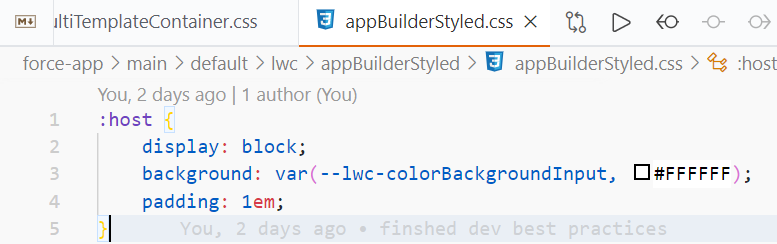 ultiTemplateContainer.css appBuilderStyled.css
force-app > main > default > lwc > appBuilderStyled > appBuilderStyled.css > :host
You, 2 days ago | 1 author (You)
1 :host {
2 display: block;
3 background: var(--lwc-colorBackgroundInput, #FFFFFF);
4 padding: 1em;
5 } You, 2 days ago • finshed dev best practices